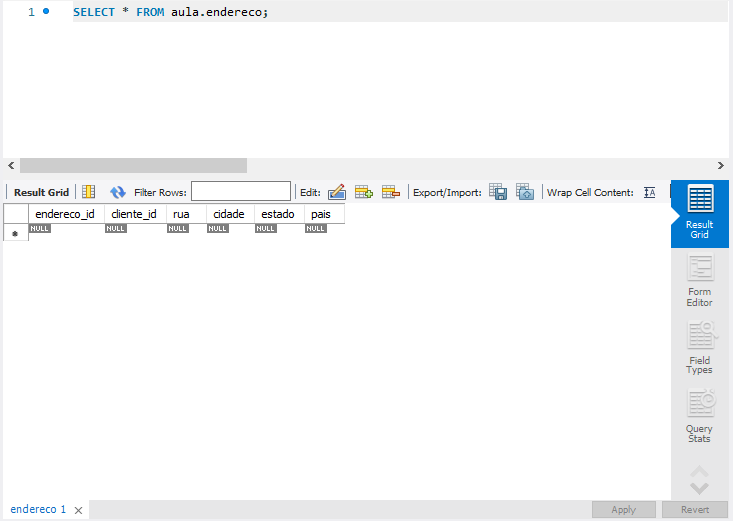 1 SELECT * FROM aula.endereco;
Result Grid Filter Rows: Edit: Export/Import: Wrap Cell Content: IA
endereco_id cliente_id rua cidade estado pais
* NULL NULL NULL NULL NULL NULL
Result
Grid
Form
Editor
Field
Types
Query
Stats
endereco 1 x Apply Revert